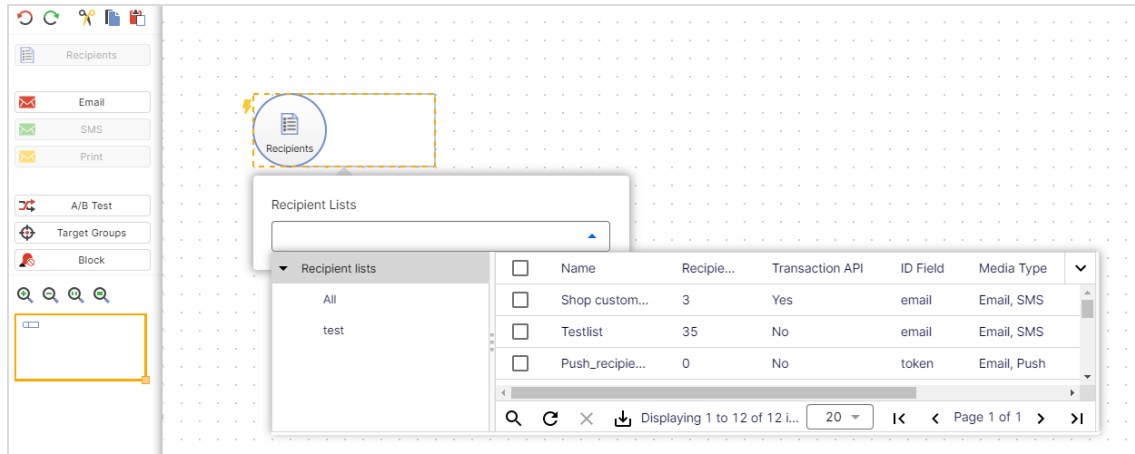 Recipients
Email
SMS
Print
A/B Test
Target Groups
Block
Recipients
Recipient Lists
Recipient lists
All
test
Name Recipie... Transaction API ID Field Media Type
Shop custom... 3 Yes email Email, SMS
Testlist 35 No email Email, SMS
Push_recipie... 0 No token Email, Push
Displaying 1 to 12 of 12 i... 20 Page 1 of 1